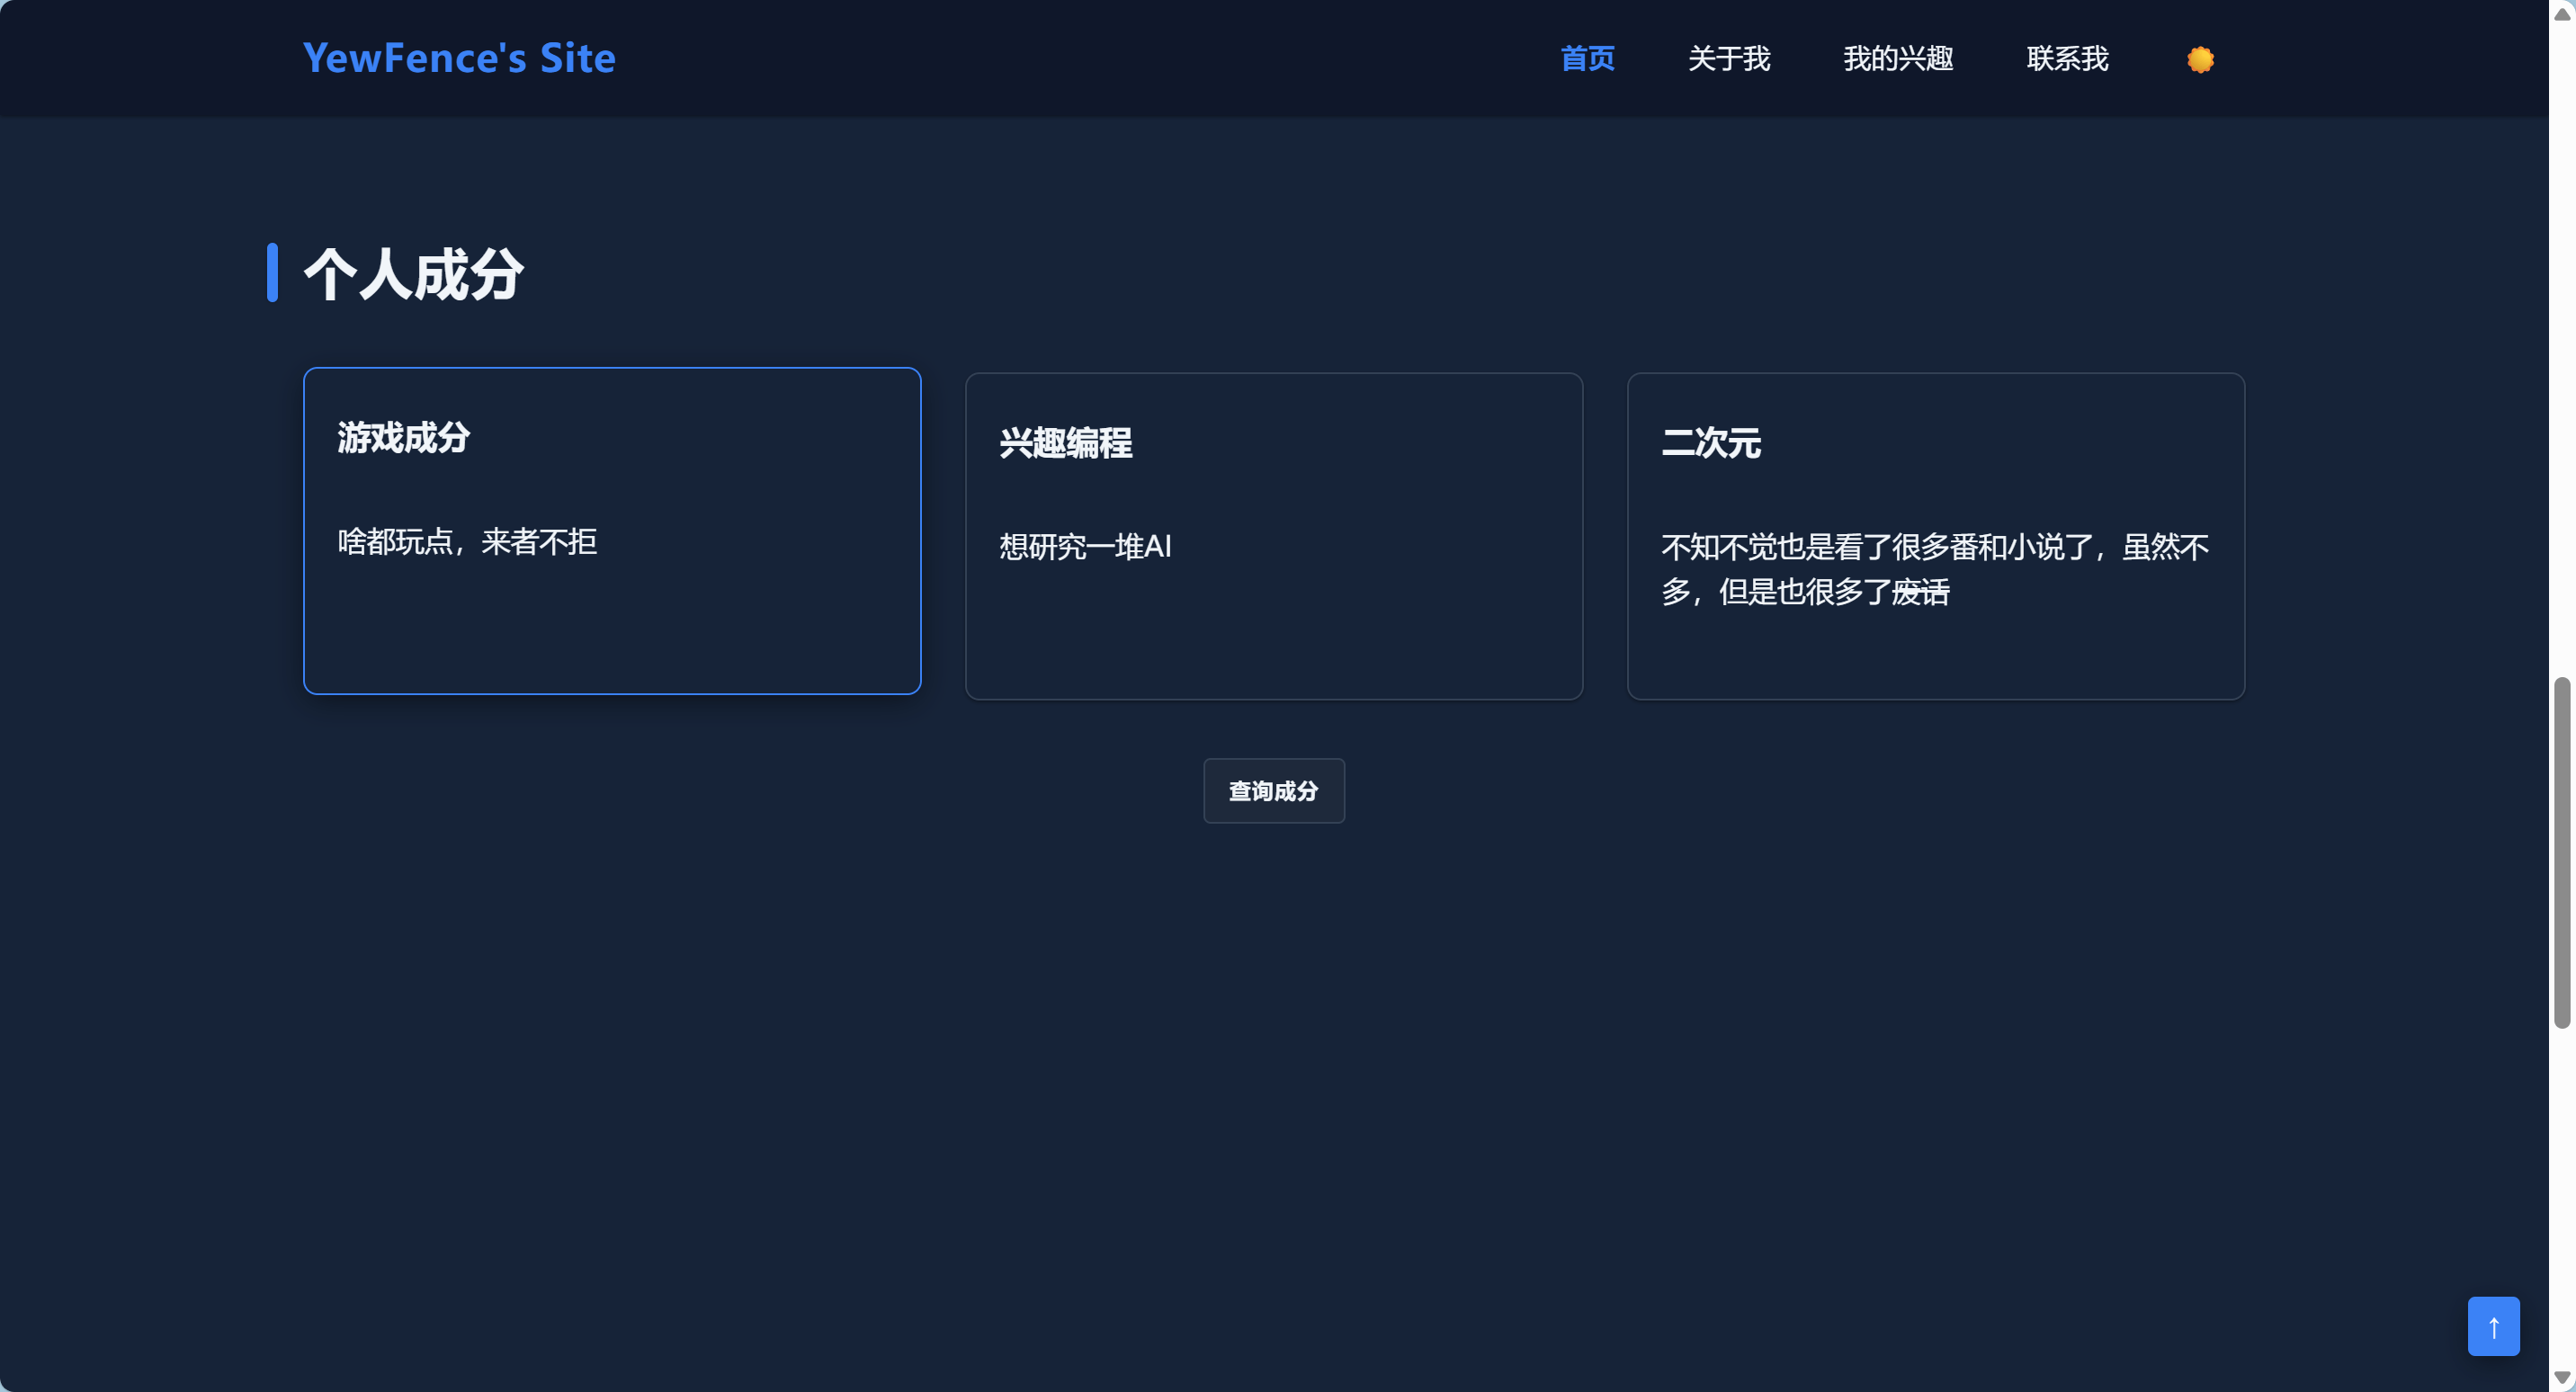 YewFence's Site
首页
关于我
我的兴趣
联系我
个人成分
游戏成分
啥都玩点，来者不拒
兴趣编程
想研究一堆AI
二次元
不知不觉也是看了很多番和小说了，虽然不
多，但是也很多了废话
查询成分
↑